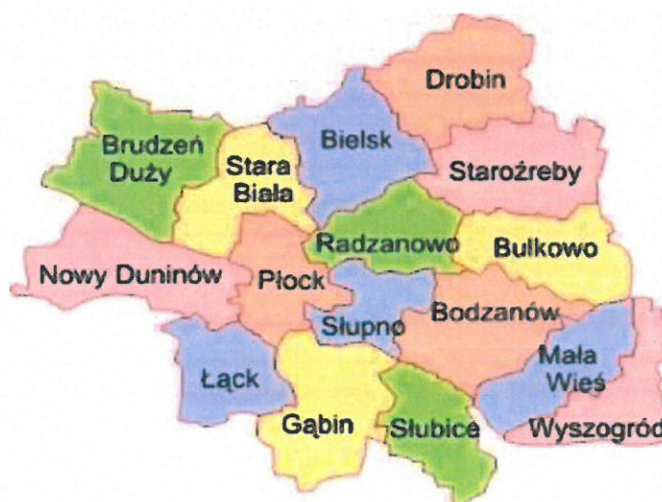 Drobin
Brudzeń
Duży
Bielsk
Stara
Biała
Staroźreby
Radzanowo
Bulkowo
Nowy Duninów
Płock
Słupno
Bodzanów
Łąck
Mała
Więś
Gąbin
Słubice
Wyszogród